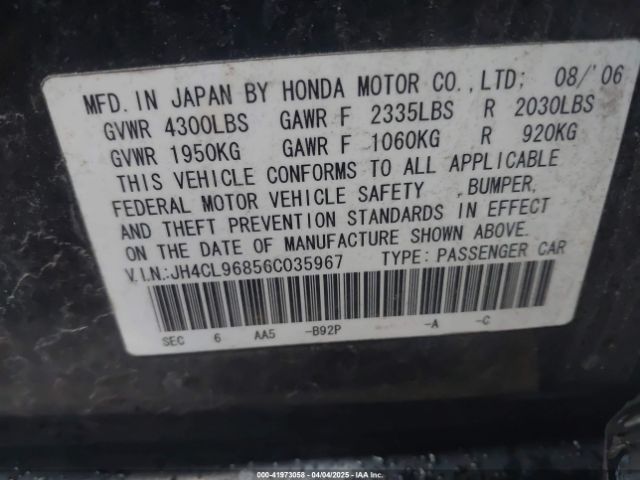 MFD. IN JAPAN BY HONDA MOTOR CO.,LTD; 08/'06
GVWR 4300LBS GAWR F 2335LBS R 2030LBS
GVWR 1950KG GAWR F 1060KG R 920KG
THIS VEHICLE CONFORMS TO ALL APPLICABLE
FEDERAL MOTOR VEHICLE SAFETY ,BUMPER,
AND THEFT PREVENTION STANDARDS IN EFFECT
ON THE DATE OF MANUFACTURE SHOWN ABOVE.
V.I.N.:JH4CL96856C035967 TYPE: PASSENGER CAR
SEC 6 AA5 -B92P -A -C
000-41973058 - 04/04/2025 - IAA Inc.